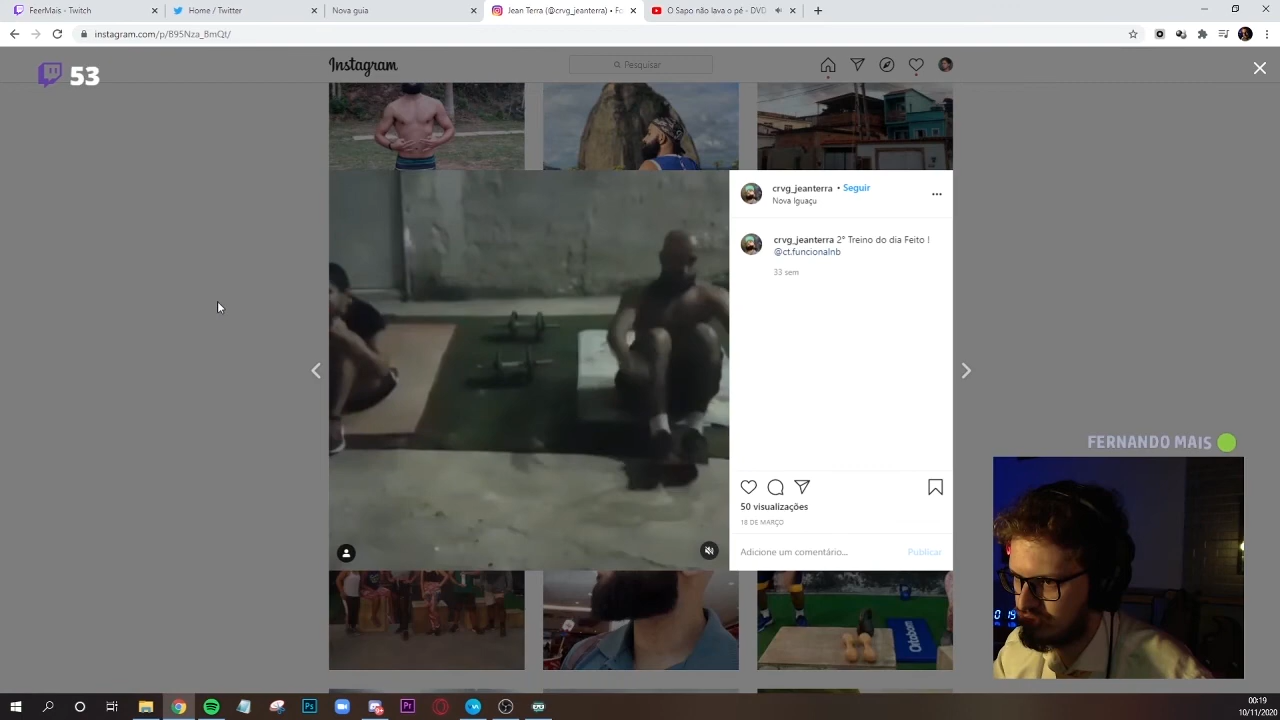 FeeMais - Twitch
Home / Twitter
Nova guia
Jean Terra (@crvg_jeanterra) • Fo
O Sapo não lava o pé - DVD
instagram.com/p/B95Nza_BmQt/
53
Instagram
Pesquisar
crvg_jeanterra • Seguir
Nova Iguaçu
crvg_jeanterra 2° Treino do dia Feito !
@ct.funcionalnb
33 sem
50 visualizações
18 DE MARÇO
Adicione um comentário...
Publicar
FERNANDO MAIS
Ortobom
00:19
10/11/2020